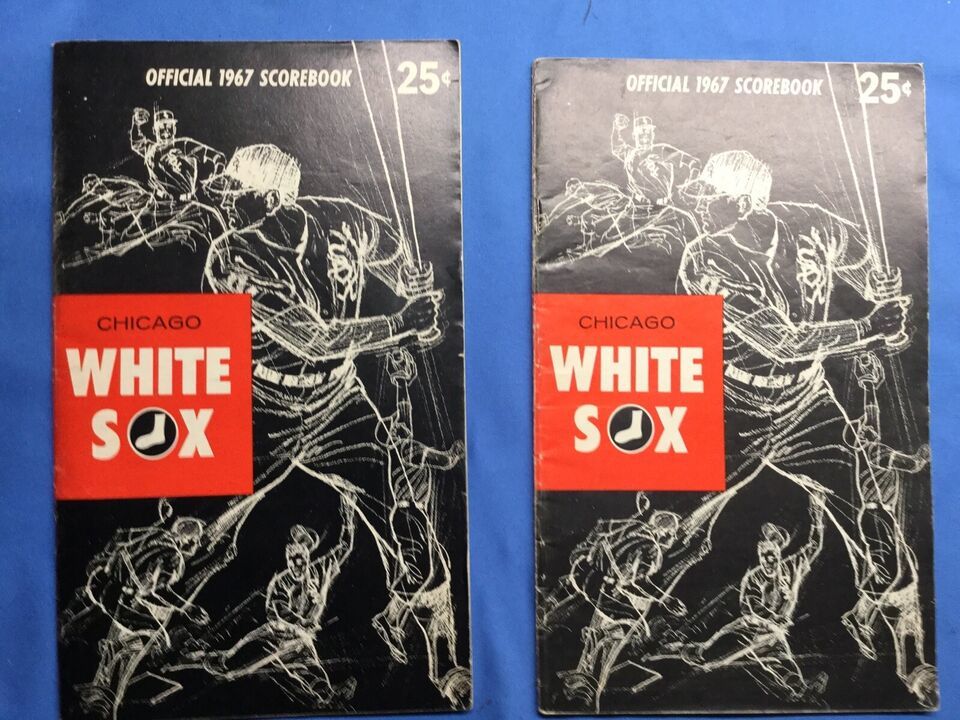 OFFICIAL 1967 SCOREBOOK 25¢
CHICAGO
WHITE
SOX
OFFICIAL 1967 SCOREBOOK 25¢
CHICAGO
WHITE
SOX